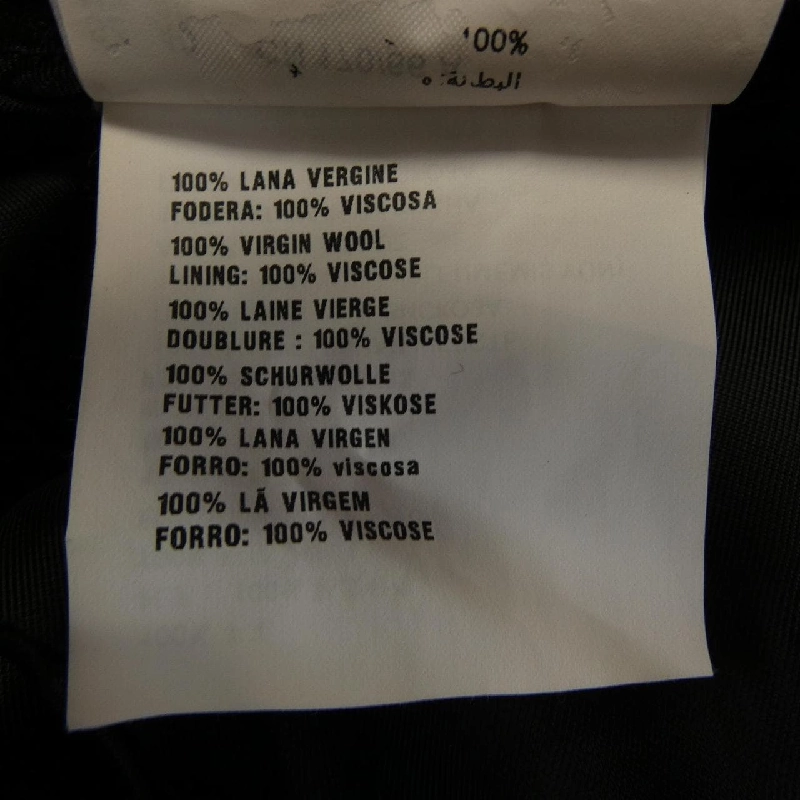 100%
البطانة:
100% LANA VERGINE
FODERA: 100% VISCOSA
100% VIRGIN WOOL
LINING: 100% VISCOSE
100% LAINE VIERGE
DOUBLURE : 100% VISCOSE
100% SCHURWOLLE
FUTTER: 100% VISKOSE
100% LANA VIRGEN
FORRO: 100% viscosa
100% LÃ VIRGEM
FORRO: 100% VISCOSE